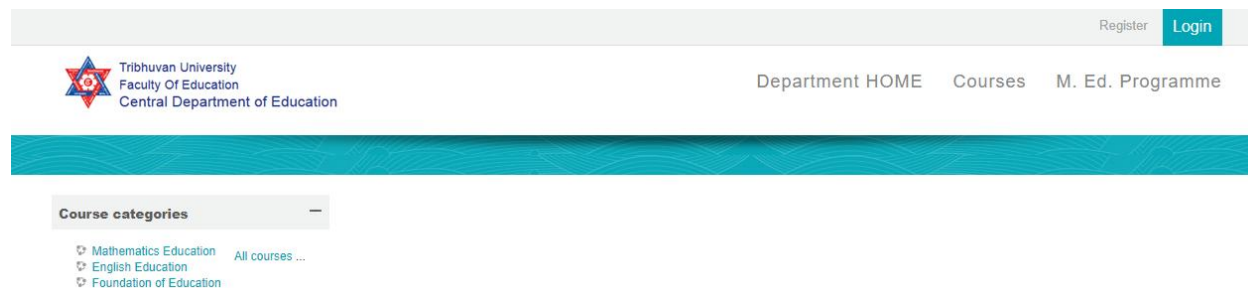 Register Login
Tribhuvan University
Faculty Of Education
Central Department of Education
Department HOME Courses M. Ed. Programme
Course categories
Mathematics Education
All courses ...
English Education
Foundation of Education